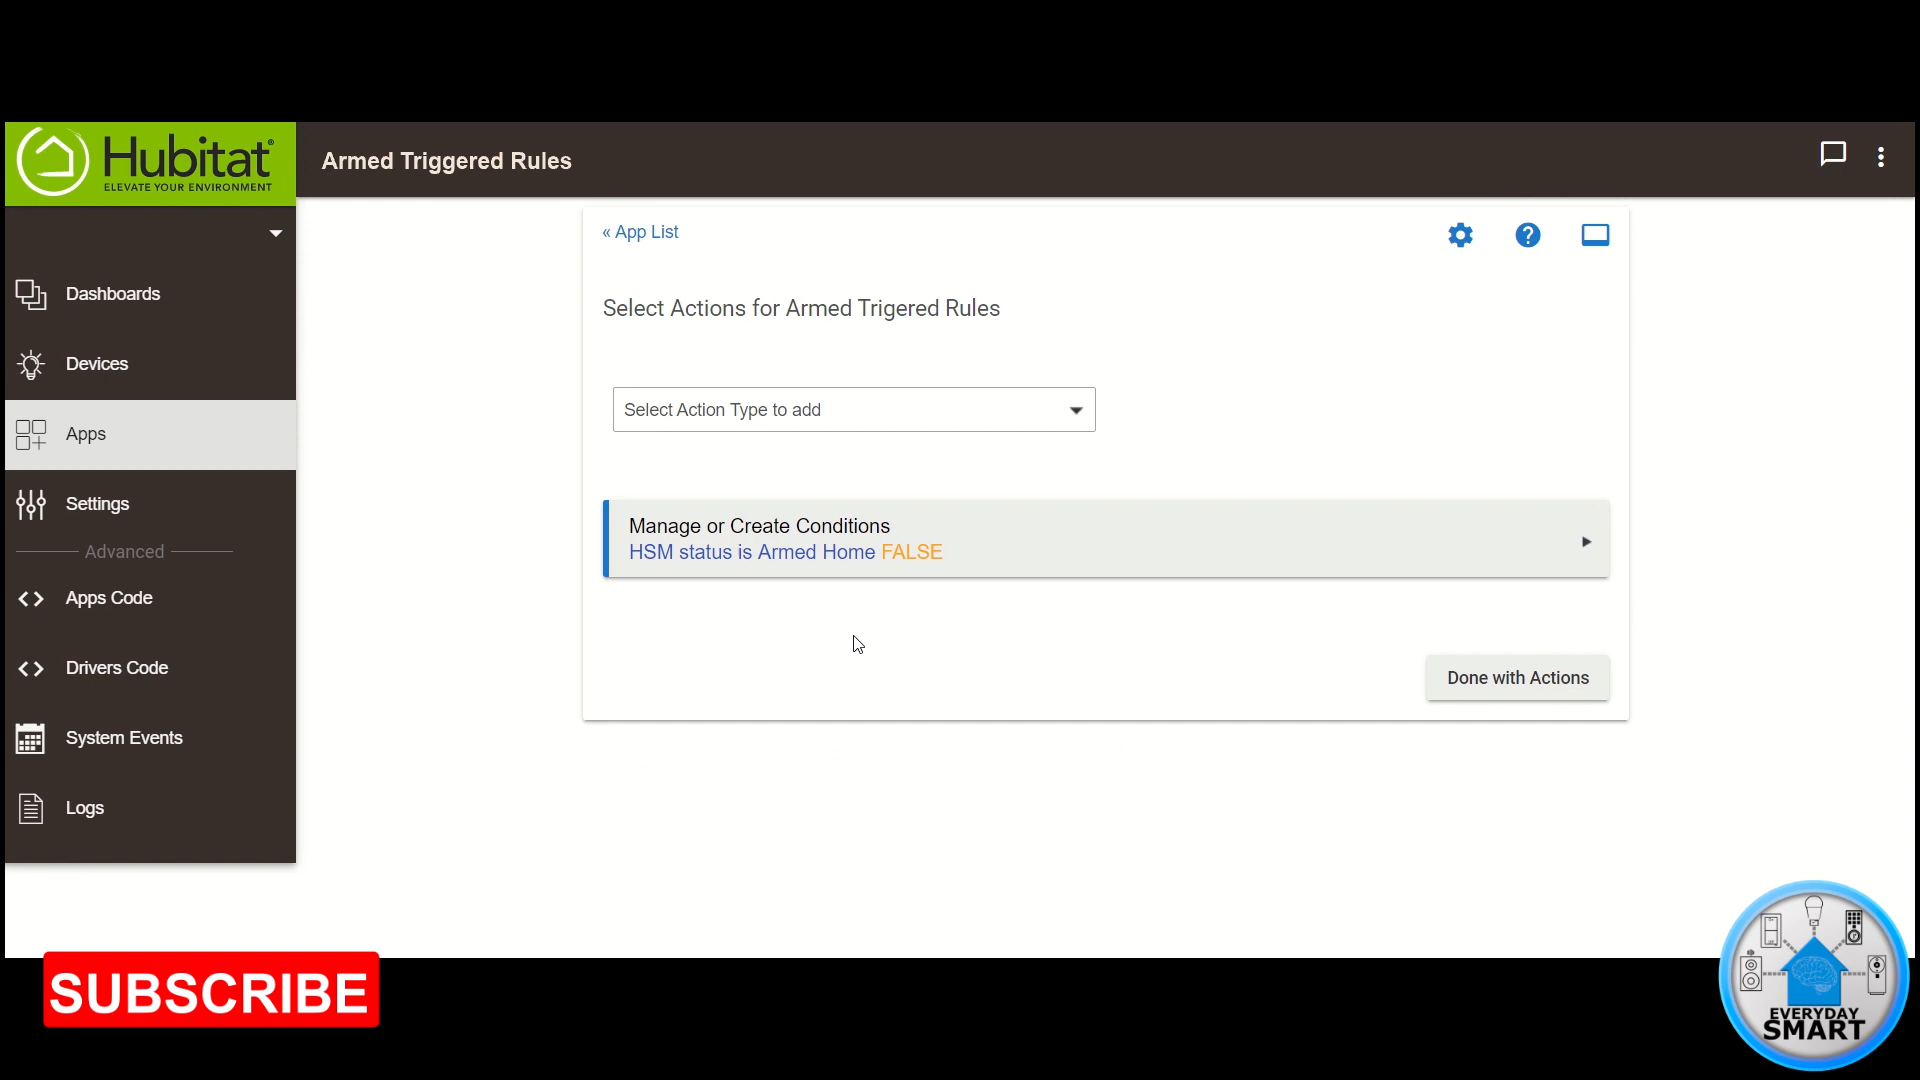 Hubitat®
ELEVATE YOUR ENVIRONMENT
Armed Triggered Rules
« App List
?
Dashboards
Devices
Apps
Settings
Advanced
Apps Code
Drivers Code
System Events
Logs
Select Actions for Armed Trigered Rules
Select Action Type to add
Manage or Create Conditions
HSM status is Armed Home FALSE
Done with Actions
SUBSCRIBE
EVERYDAY
SMART